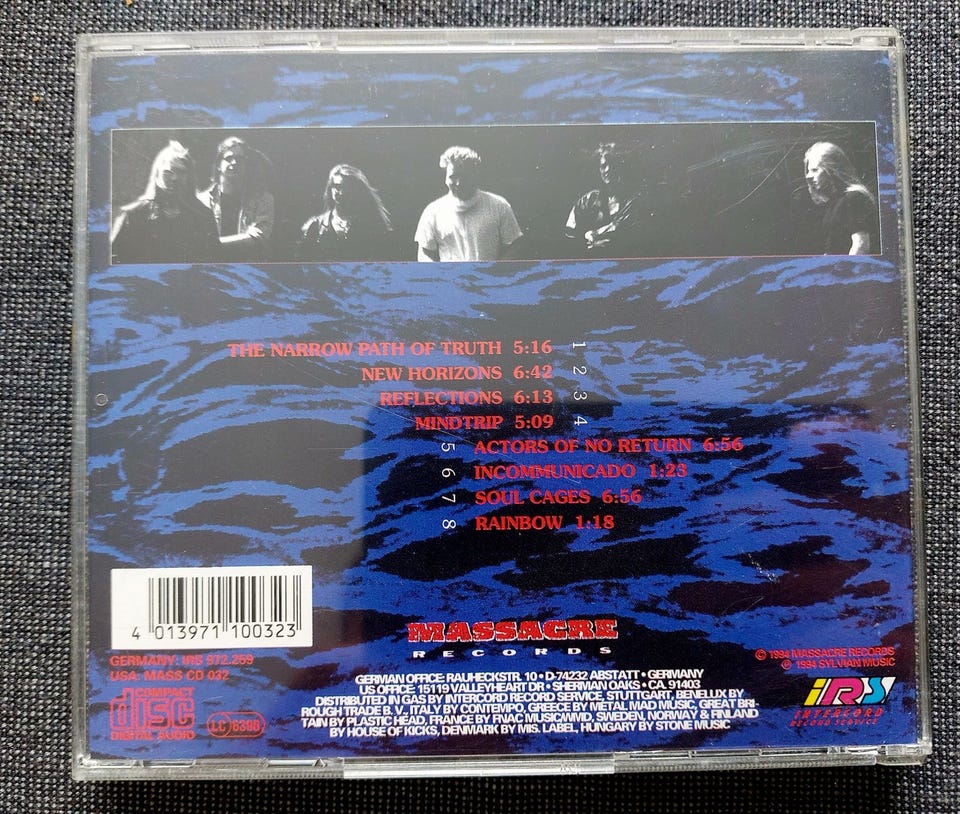 THE NARROW PATH OF TRUTH 5:16 1
NEW HORIZONS 6:42 2
REFLECTIONS 6:13 3
MINDTRIP 5:09 4
5 ACTORS OF NO RETURN 6:56
6 INCOMMUNICADO 1:23
7 SOUL CAGES 6:56
8 RAINBOW 1:18
4 013971 100323
GERMANY: IRS 972.259
USA: MASS CD 032
COMPACT
disc
DIGITAL AUDIO
LC 6398
MASSACRE
RECORDS
GERMAN OFFICE: RAUHECKSTR. 10 • D-74232 ABSTATT • GERMANY
US OFFICE: 15119 VALLEYHEART DR • SHERMAN OAKS • CA. 91403
DISTRIBUTED IN GAS BY INTERCORD RECORD SERVICE, STUTTGART, BENELUX BY
ROUGH TRADE B. V., ITALY BY CONTEMPO, GREECE BY METAL MAD MUSIC, GREAT BRI-
TAIN BY PLASTIC HEAD, FRANCE BY FNAC MUSIC/WMD, SWEDEN, NORWAY & FINLAND
BY HOUSE OF KICKS, DENMARK BY MIS. LABEL, HUNGARY BY STONE MUSIC
© 1994 MASSACRE RECORDS
℗ 1994 SYLVIAN MUSIC
IRS
INTERCORD
RECORD SERVICE